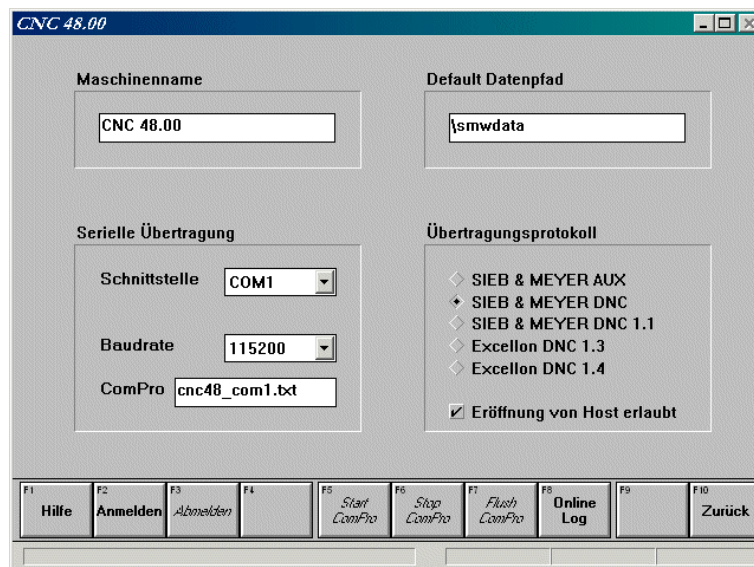 CNC 48.00
Maschinenname
CNC 48.00
Default Datenpfad
\smwdata
Serielle Übertragung
Schnittstelle COM1
Baudrate 115200
ComPro cnc48_com1.txt
Übertragungsprotokoll
SIEB & MEYER AUX
SIEB & MEYER DNC
SIEB & MEYER DNC 1.1
Excellon DNC 1.3
Excellon DNC 1.4
Eröffnung von Host erlaubt
F1 Hilfe
F2 Anmelden
F3 Abmelden
F4
F5 Start ComPro
F6 Stop ComPro
F7 Flush ComPro
F8 Online Log
F9
F10 Zurück